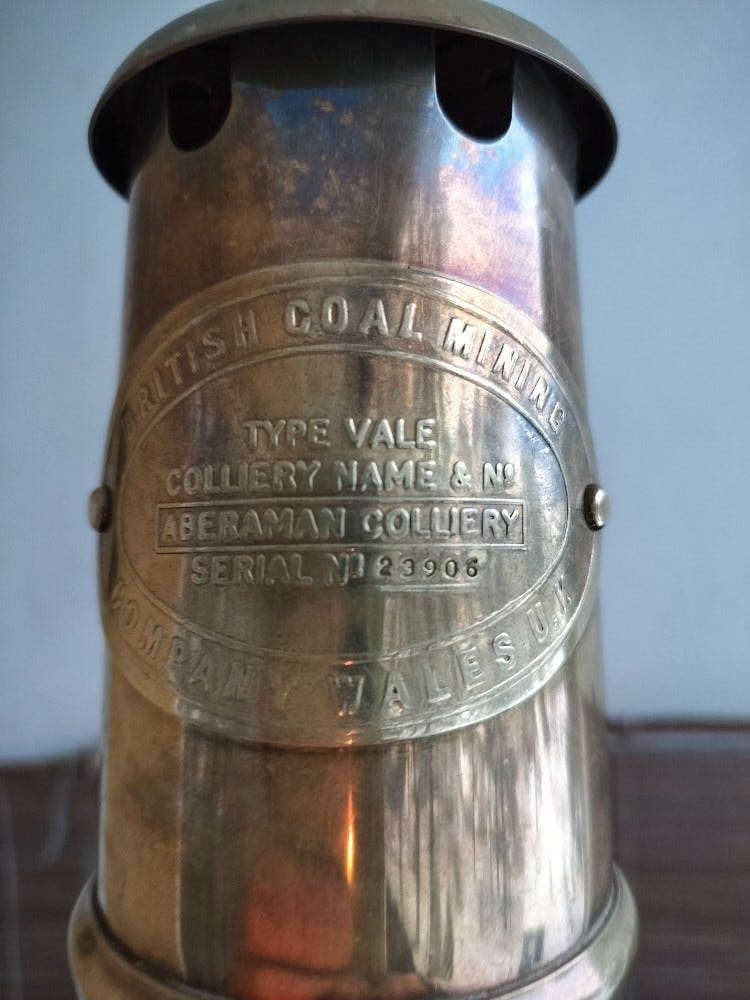 BRITISH COAL MINING
TYPE VALE
COLLIERY NAME & Nº
ABERAMAN COLLIERY
SERIAL Nº 23906
COMPANY WALES U.K